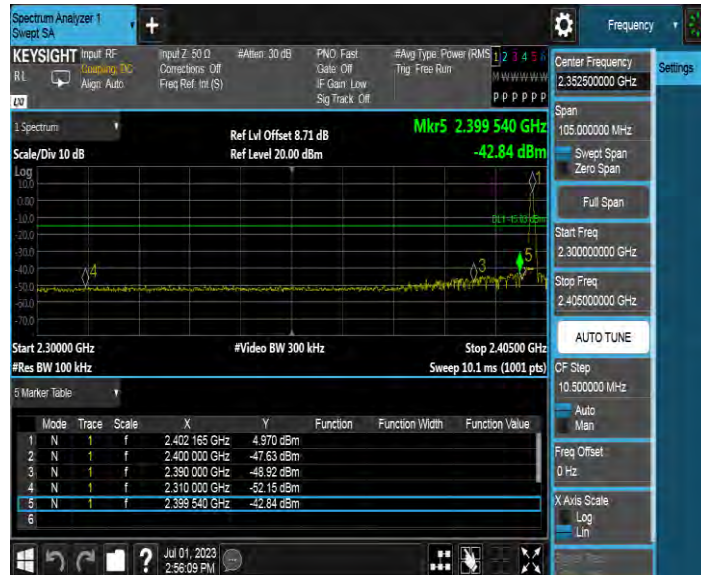 Spectrum Analyzer 1
Swept SA
+
Frequency
KEYSIGHT Input: RF Input Z: 50 Ω #Atten: 30 dB PNO: Fast #Avg Type: Power (RMS 1 2 3 4 5 6
RL Coupling: DC Corrections: Off Gate: Off Trig: Free Run M W W W W W
Align: Auto Freq Ref: Int (S) IF Gain: Low
LXI Sig Track: Off P P P P P P
1 Spectrum
Ref Lvl Offset 8.71 dB
Mkr5 2.399 540 GHz
Scale/Div 10 dB
Ref Level 20.00 dBm
-42.84 dBm
Log
10.0
0.00
-10.0
-20.0
-30.0
-40.0
-50.0
-60.0
-70.0
1
3
4
5
Start 2.30000 GHz #Video BW 300 kHz Stop 2.40500 GHz
#Res BW 100 kHz Sweep 10.1 ms (1001 pts)
5 Marker Table
Mode Trace Scale X Y Function Function Width Function Value
1 N 1 f 2.402 165 GHz 4.970 dBm
2 N 1 f 2.400 000 GHz -47.63 dBm
3 N 1 f 2.390 000 GHz -48.92 dBm
4 N 1 f 2.310 000 GHz -52.15 dBm
5 N 1 f 2.399 540 GHz -42.84 dBm
6
? Jul 01, 2023
2:56:09 PM
Center Frequency
2.352500000 GHz
Settings
Span
105.000000 MHz
Swept Span
Zero Span
Full Span
Start Freq
2.300000000 GHz
Stop Freq
2.405000000 GHz
AUTO TUNE
CF Step
10.500000 MHz
Auto
Man
Freq Offset
0 Hz
X Axis Scale
Log
Lin